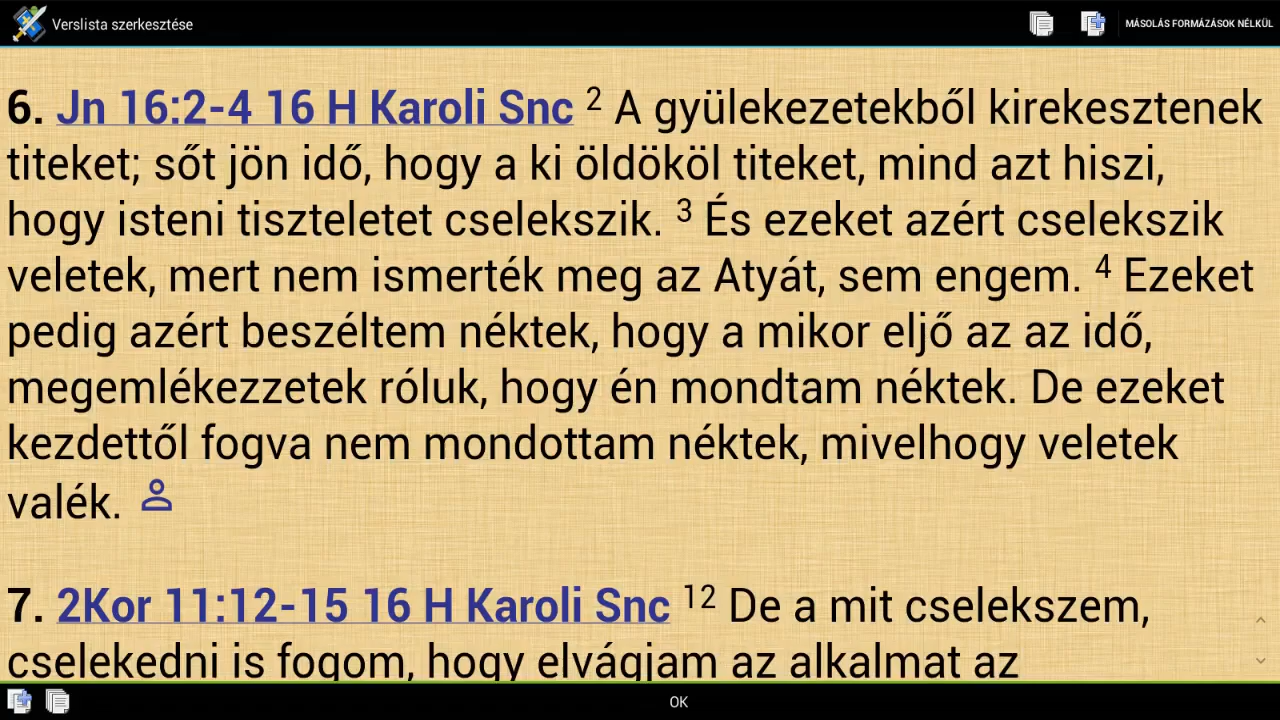 Verslista szerkesztése
MÁSOLÁS FORMÁZÁSOK NÉLKÜL
6. Jn 16:2-4 16 H Karoli Snc 2 A gyülekezetekből kirekesztenek
titeket; sőt jön idő, hogy a ki öldököl titeket, mind azt hiszi,
hogy isteni tiszteletet cselekszik. 3 És ezeket azért cselekszik
veletek, mert nem ismerték meg az Atyát, sem engem. 4 Ezeket
pedig azért beszéltem néktek, hogy a mikor eljő az az idő,
megemlékezzetek róluk, hogy én mondtam néktek. De ezeket
kezdettől fogva nem mondottam néktek, mivelhogy veletek
valék.
7. 2Kor 11:12-15 16 H Karoli Snc 12 De a mit cselekszem,
cselekedni is fogom, hogy elvágjam az alkalmat az
OK